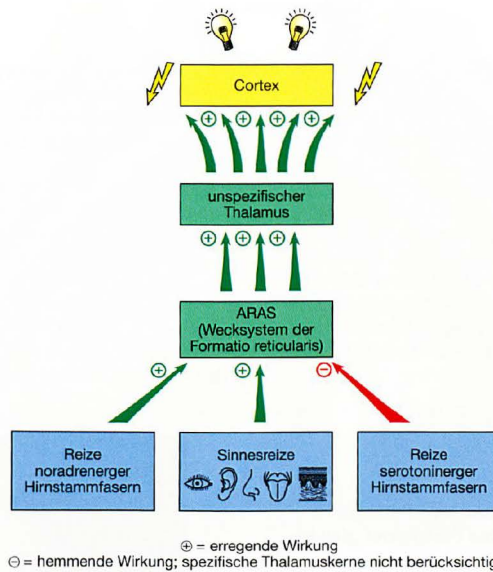 Cortex
⊕ ⊕ ⊕ ⊕
unspezifischer
Thalamus
⊕ ⊕ ⊕
ARAS
(Wecksystem der
Formatio reticularis)
⊕ ⊕ ⊖
Reize
noradrenerger
Hirnstammfasern
Sinnesreize
Reize
serotoninerger
Hirnstammfasern
⊕ = erregende Wirkung
⊖ = hemmende Wirkung; spezifische Thalamuskerne nicht berücksichtig